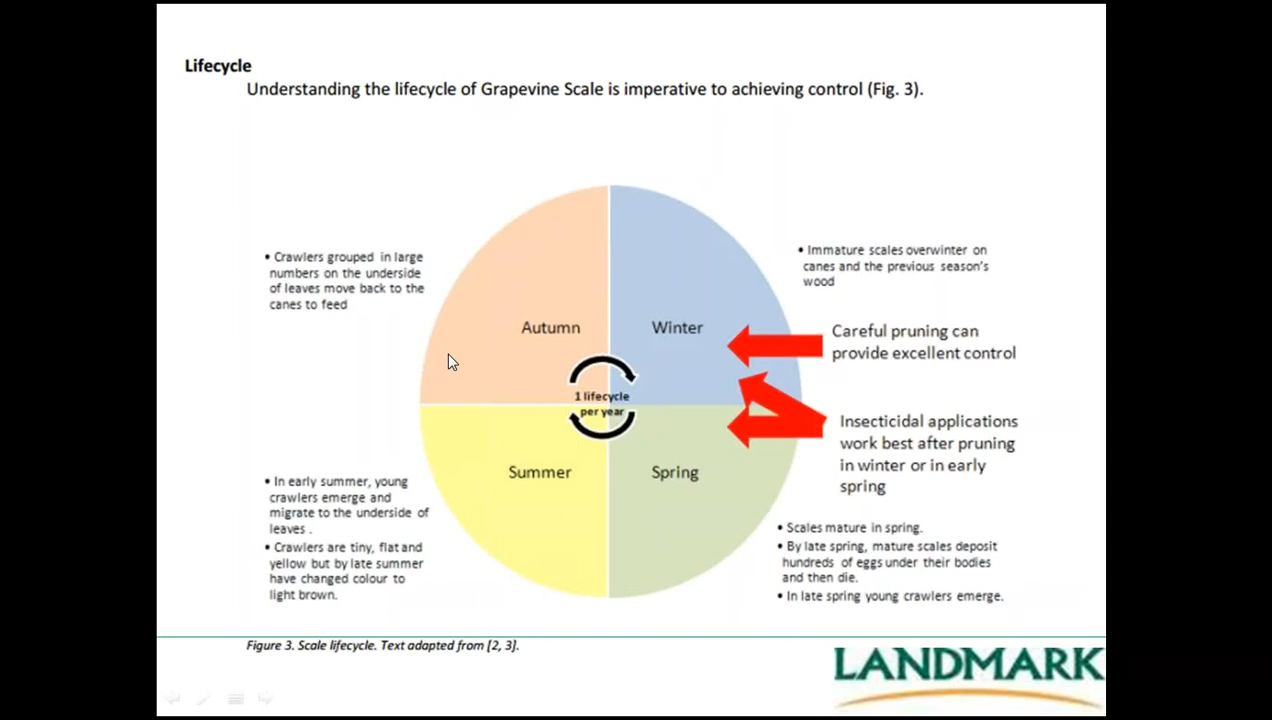 Lifecycle
Understanding the lifecycle of Grapevine Scale is imperative to achieving control (Fig. 3).
• Crawlers grouped in large
numbers on the underside
of leaves move back to the
canes to feed
• Immature scales overwinter on
canes and the previous season's
wood
Autumn
Winter
Careful pruning can
provide excellent control
1 lifecycle
per year
Insecticidal applications
work best after pruning
in winter or in early
spring
Summer
Spring
• In early summer, young
crawlers emerge and
migrate to the underside of
leaves .
• Crawlers are tiny, flat and
yellow but by late summer
have changed colour to
light brown.
• Scales mature in spring.
• By late spring, mature scales deposit
hundreds of eggs under their bodies
and then die.
• In late spring young crawlers emerge.
Figure 3. Scale lifecycle. Text adapted from [2, 3].
LANDMARK